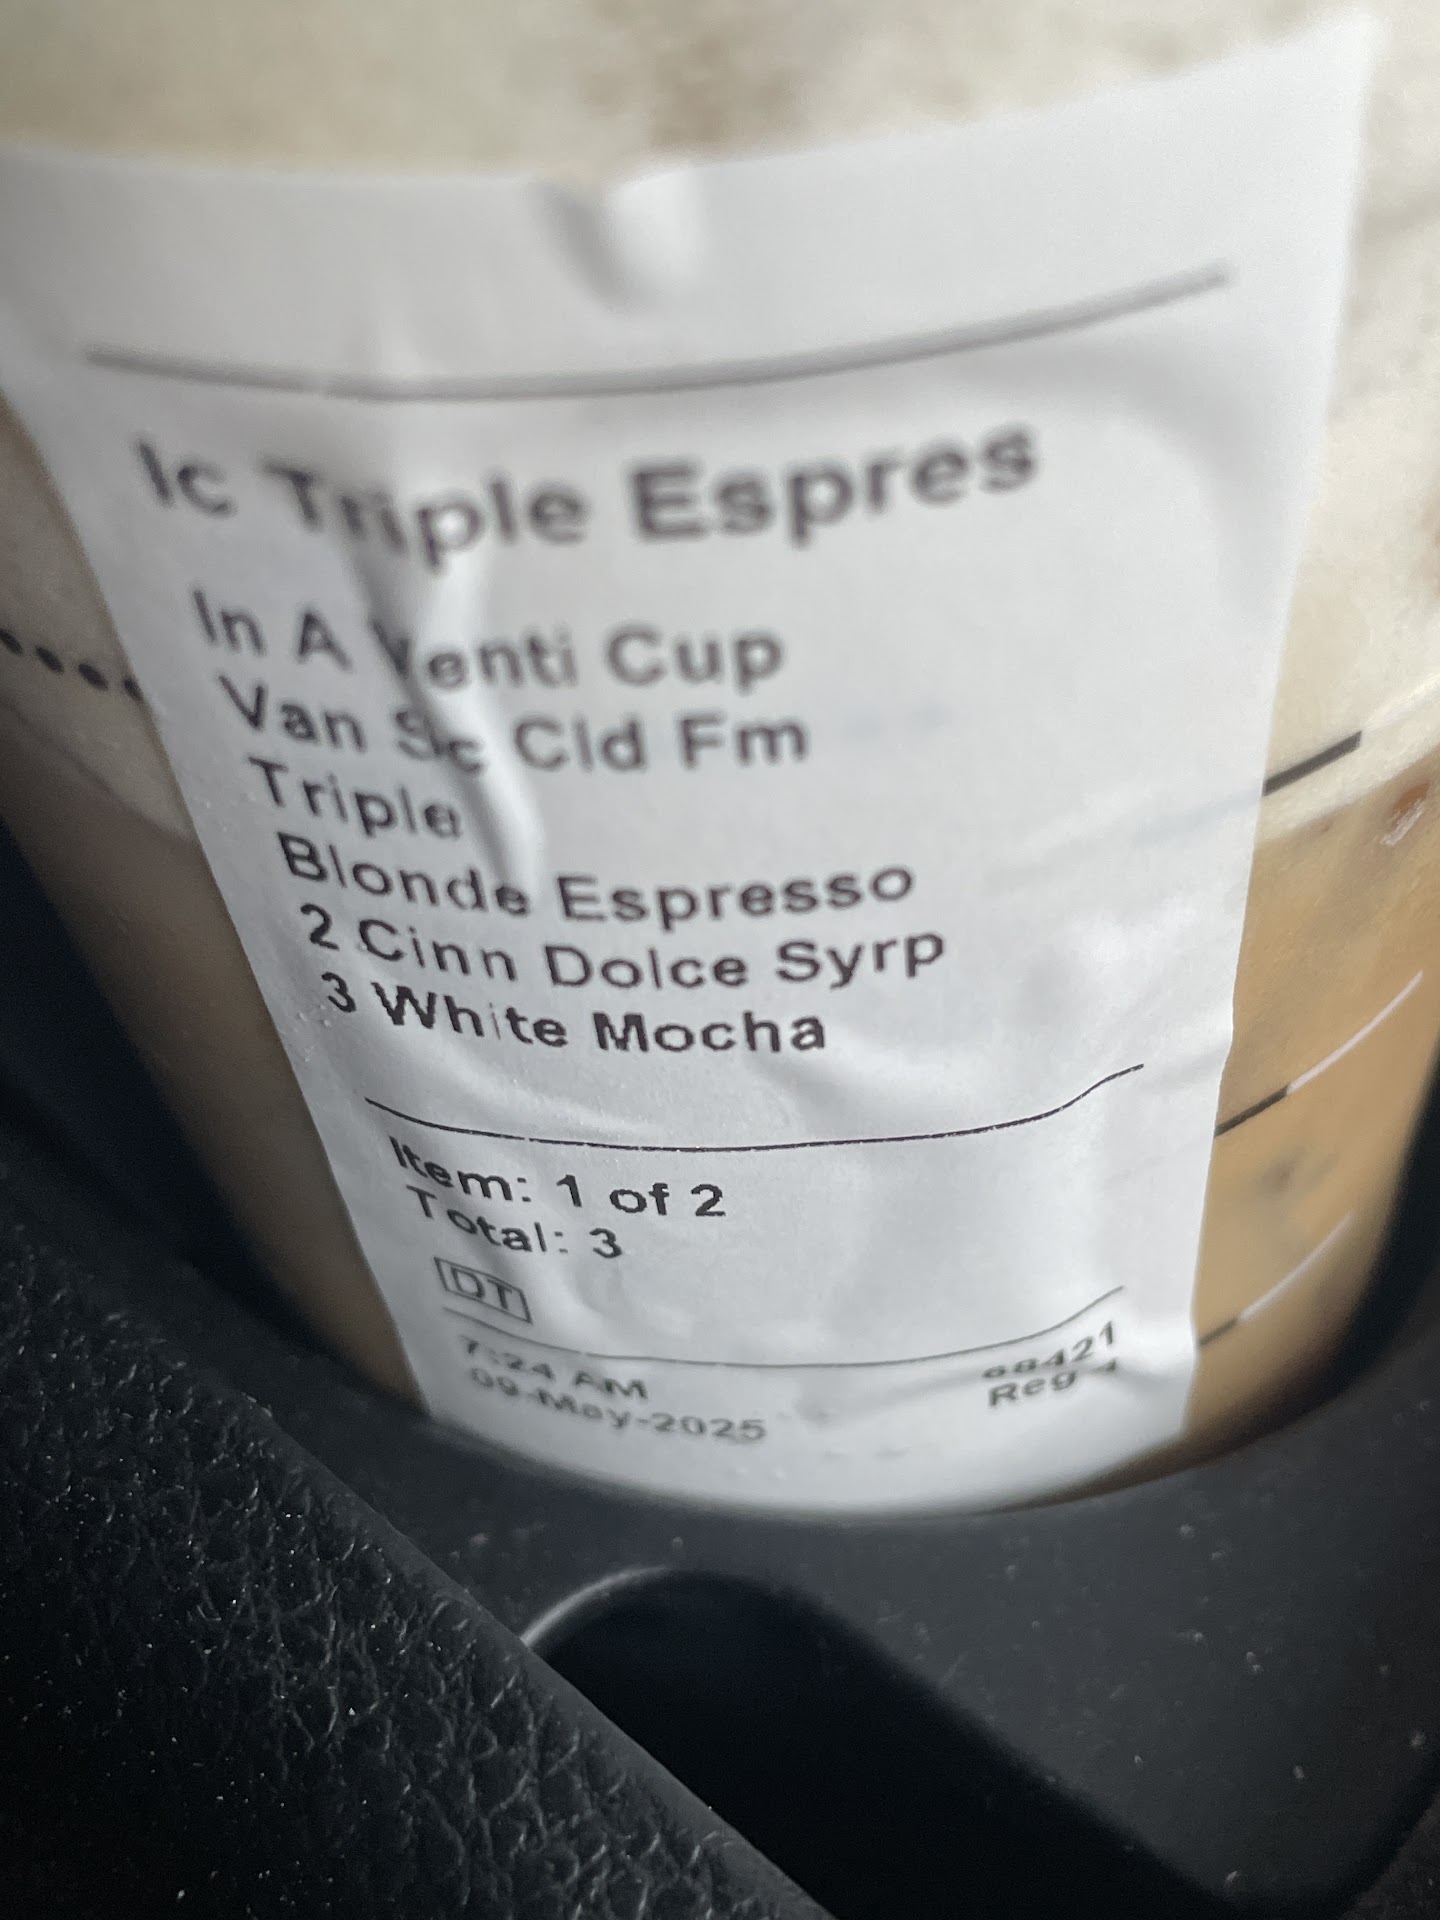 Ic Triple Espres
In A Venti Cup
Van Sc Cld Fm
Triple
Blonde Espresso
2 Cinn Dolce Syrp
3 White Mocha
Item: 1 of 2
Total: 3
DT
7:24 AM
09-May-2025
Reg